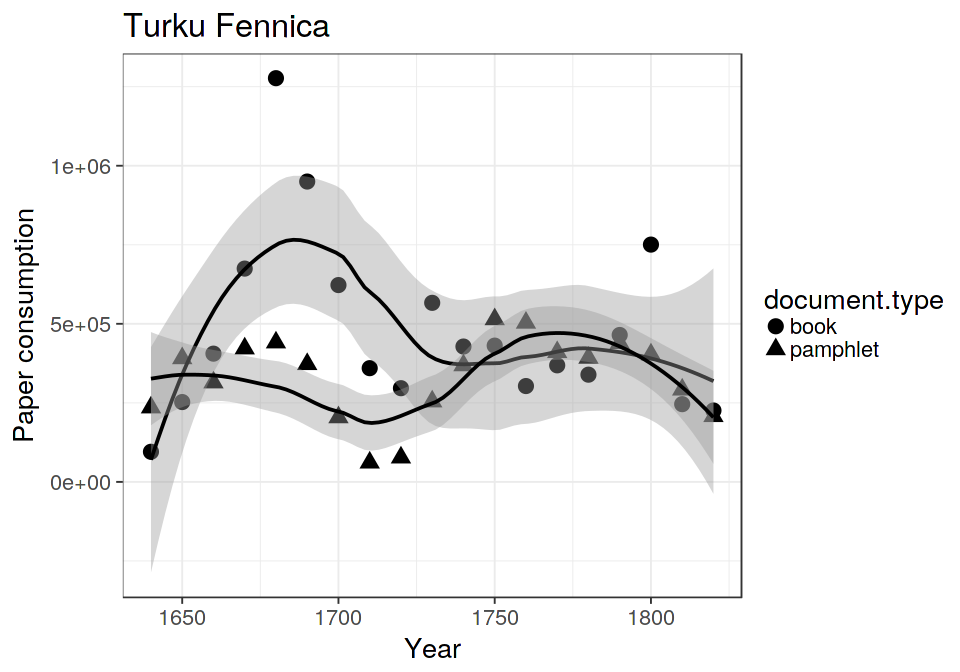 Turku Fennica
Paper consumption
1e+06
5e+05
0e+00
1650 1700 1750 1800
Year
document.type
book
pamphlet